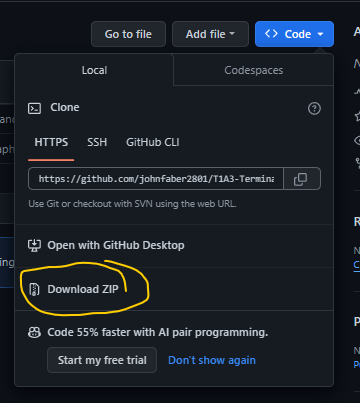 Go to file
Add file
<> Code
Local
Codespaces
Clone
HTTPS
SSH
GitHub CLI
https://github.com/johnfaber2801/T1A3-Termina
Use Git or checkout with SVN using the web URL.
Open with GitHub Desktop
Download ZIP
Code 55% faster with AI pair programming.
Start my free trial
Don't show again